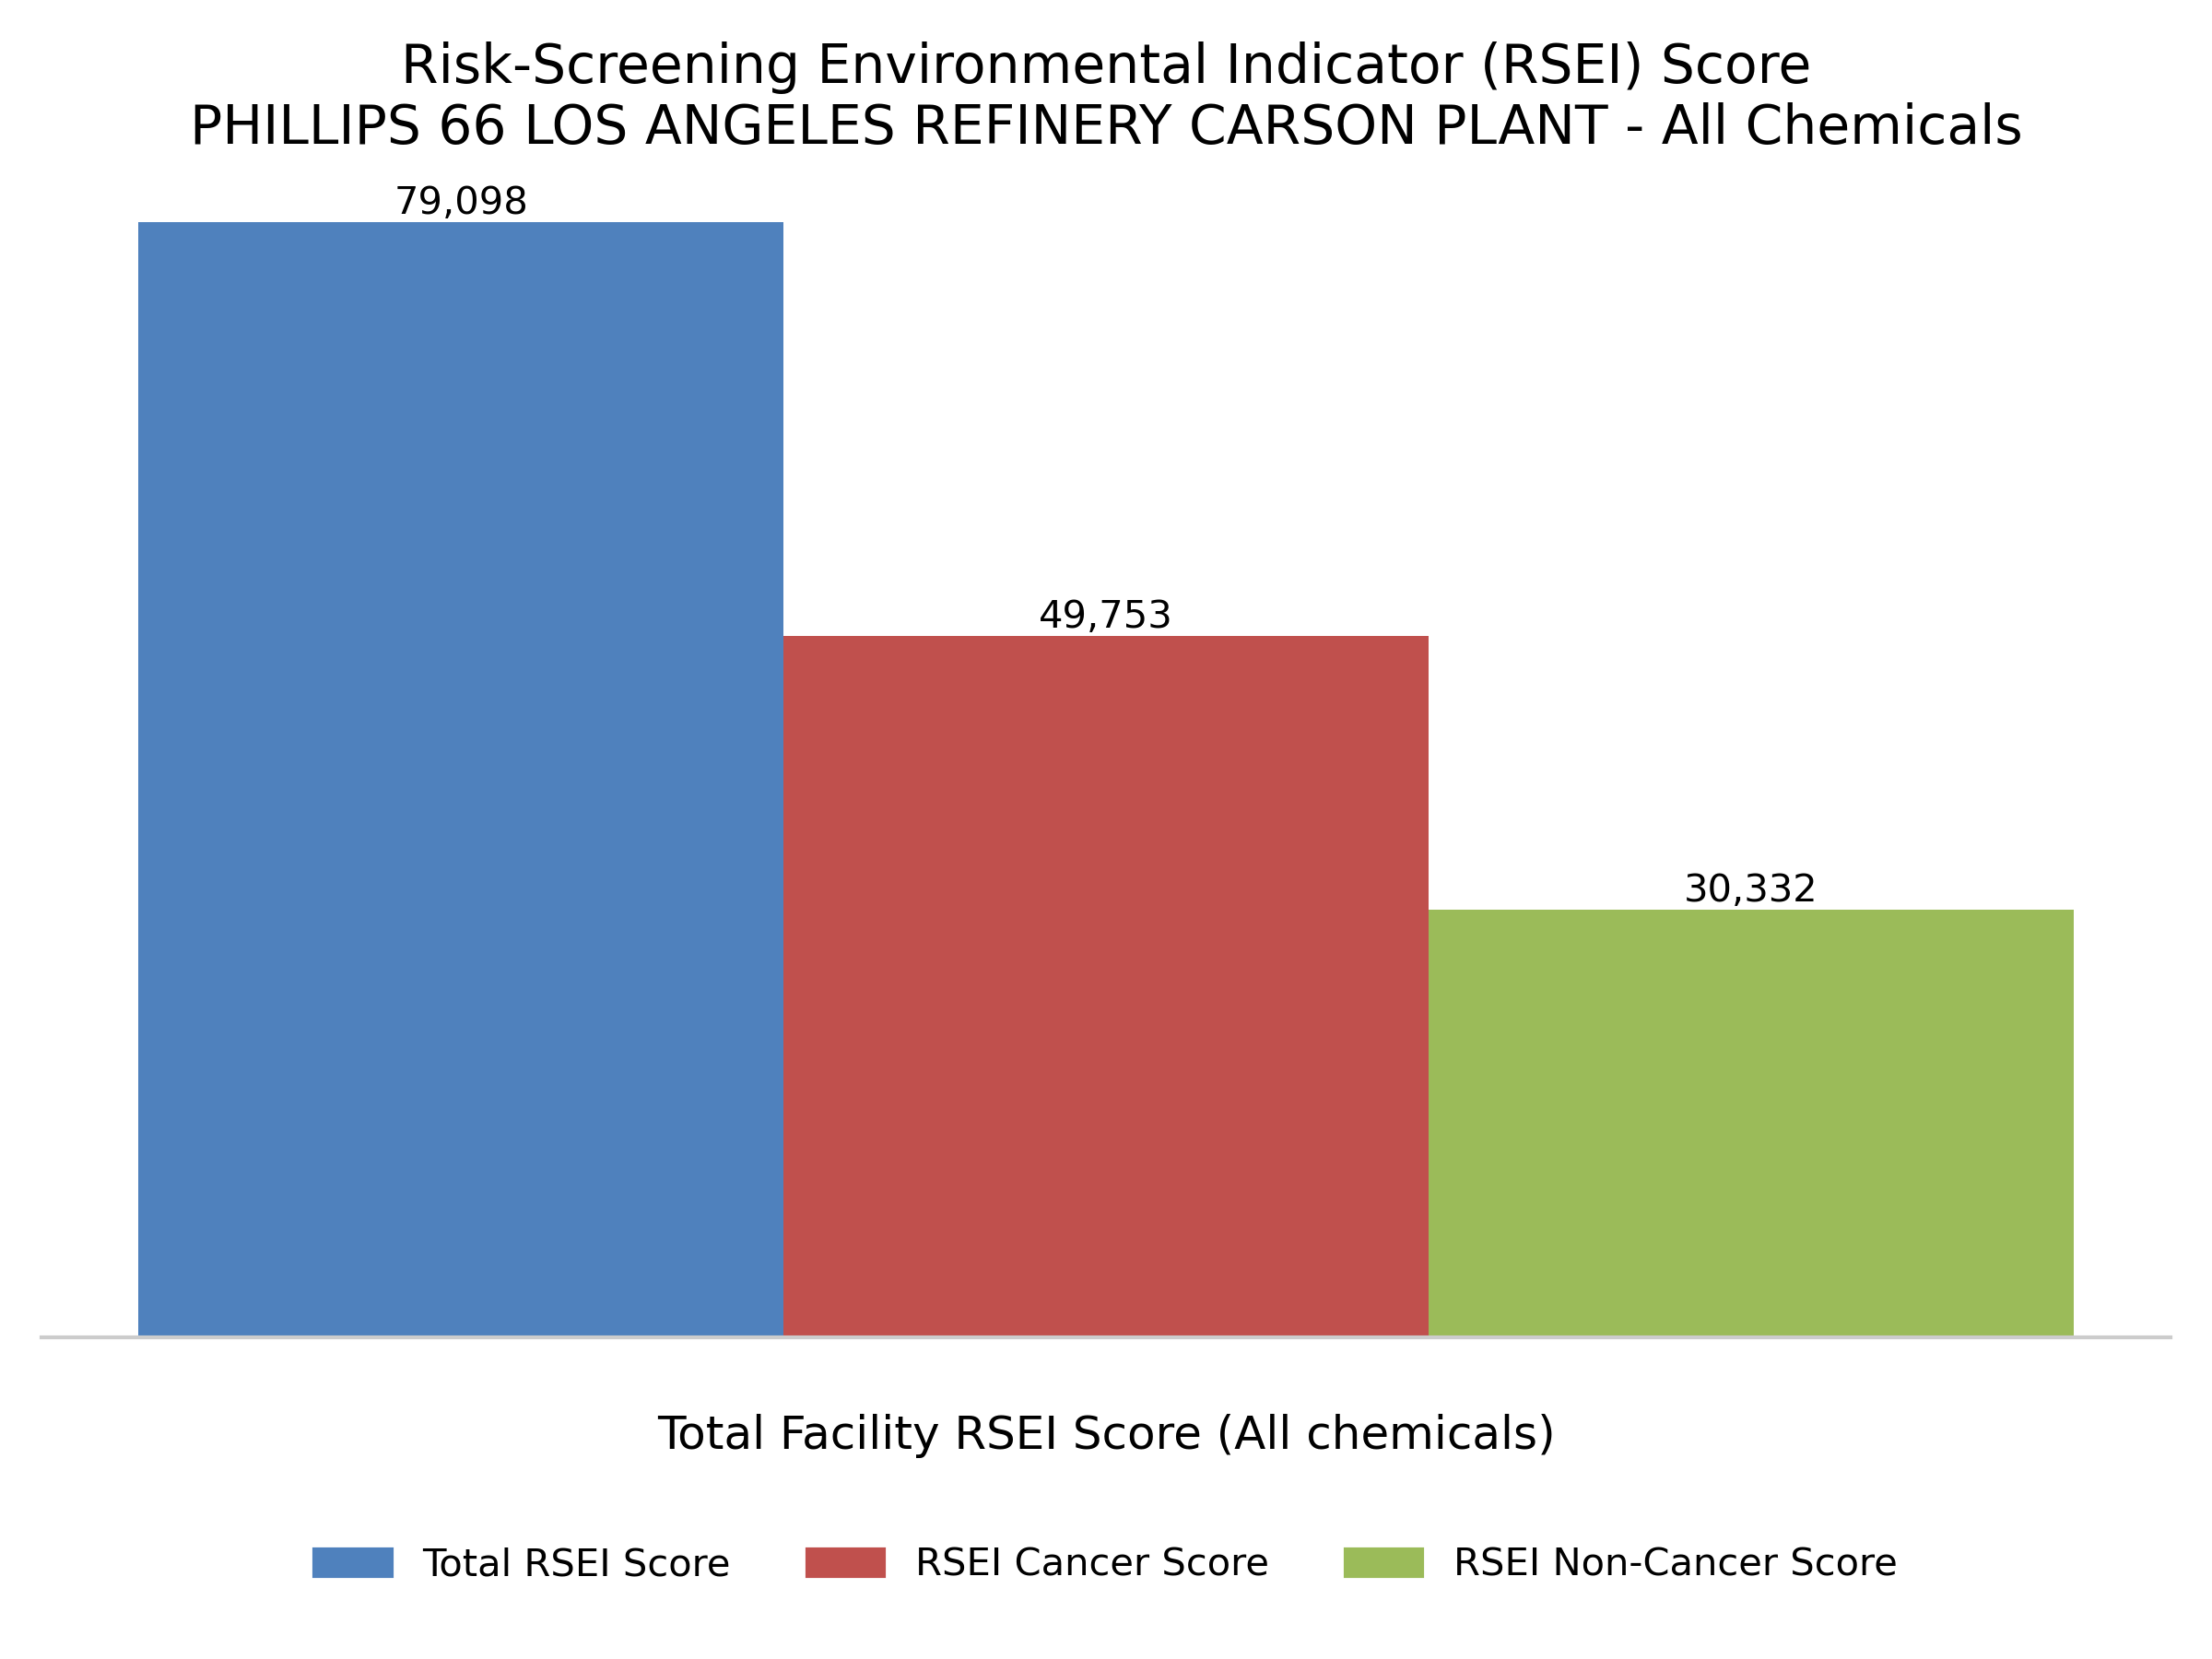 Risk-Screening Environmental Indicator (RSEI) Score
PHILLIPS 66 LOS ANGELES REFINERY CARSON PLANT - All Chemicals
79,098
49,753
30,332
Total Facility RSEI Score (All chemicals)
Total RSEI Score
RSEI Cancer Score
RSEI Non-Cancer Score